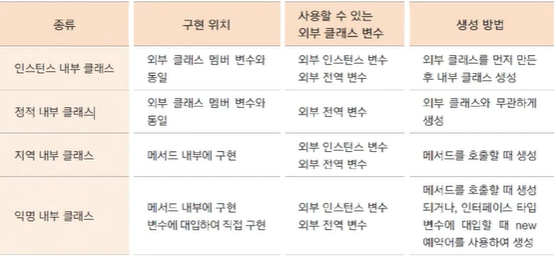 종류
구현 위치
사용할 수 있는
외부 클래스 변수
생성 방법
인스턴스 내부 클래스
외부 클래스 멤버 변수와
동일
외부 인스턴스 변수
외부 전역 변수
외부 클래스를 먼저 만든
후 내부 클래스 생성
정적 내부 클래스
외부 클래스 멤버 변수와
동일
외부 전역 변수
외부 클래스와 무관하게
생성
지역 내부 클래스
메서드 내부에 구현
외부 인스턴스 변수
외부 전역 변수
메서드를 호출할 때 생성
익명 내부 클래스
메서드 내부에 구현
변수에 대입하여 직접 구현
외부 인스턴스 변수
외부 전역 변수
메서드를 호출할 때 생성
되거나, 인터페이스 타입
변수에 대입할 때 new
예약어를 사용하여 생성